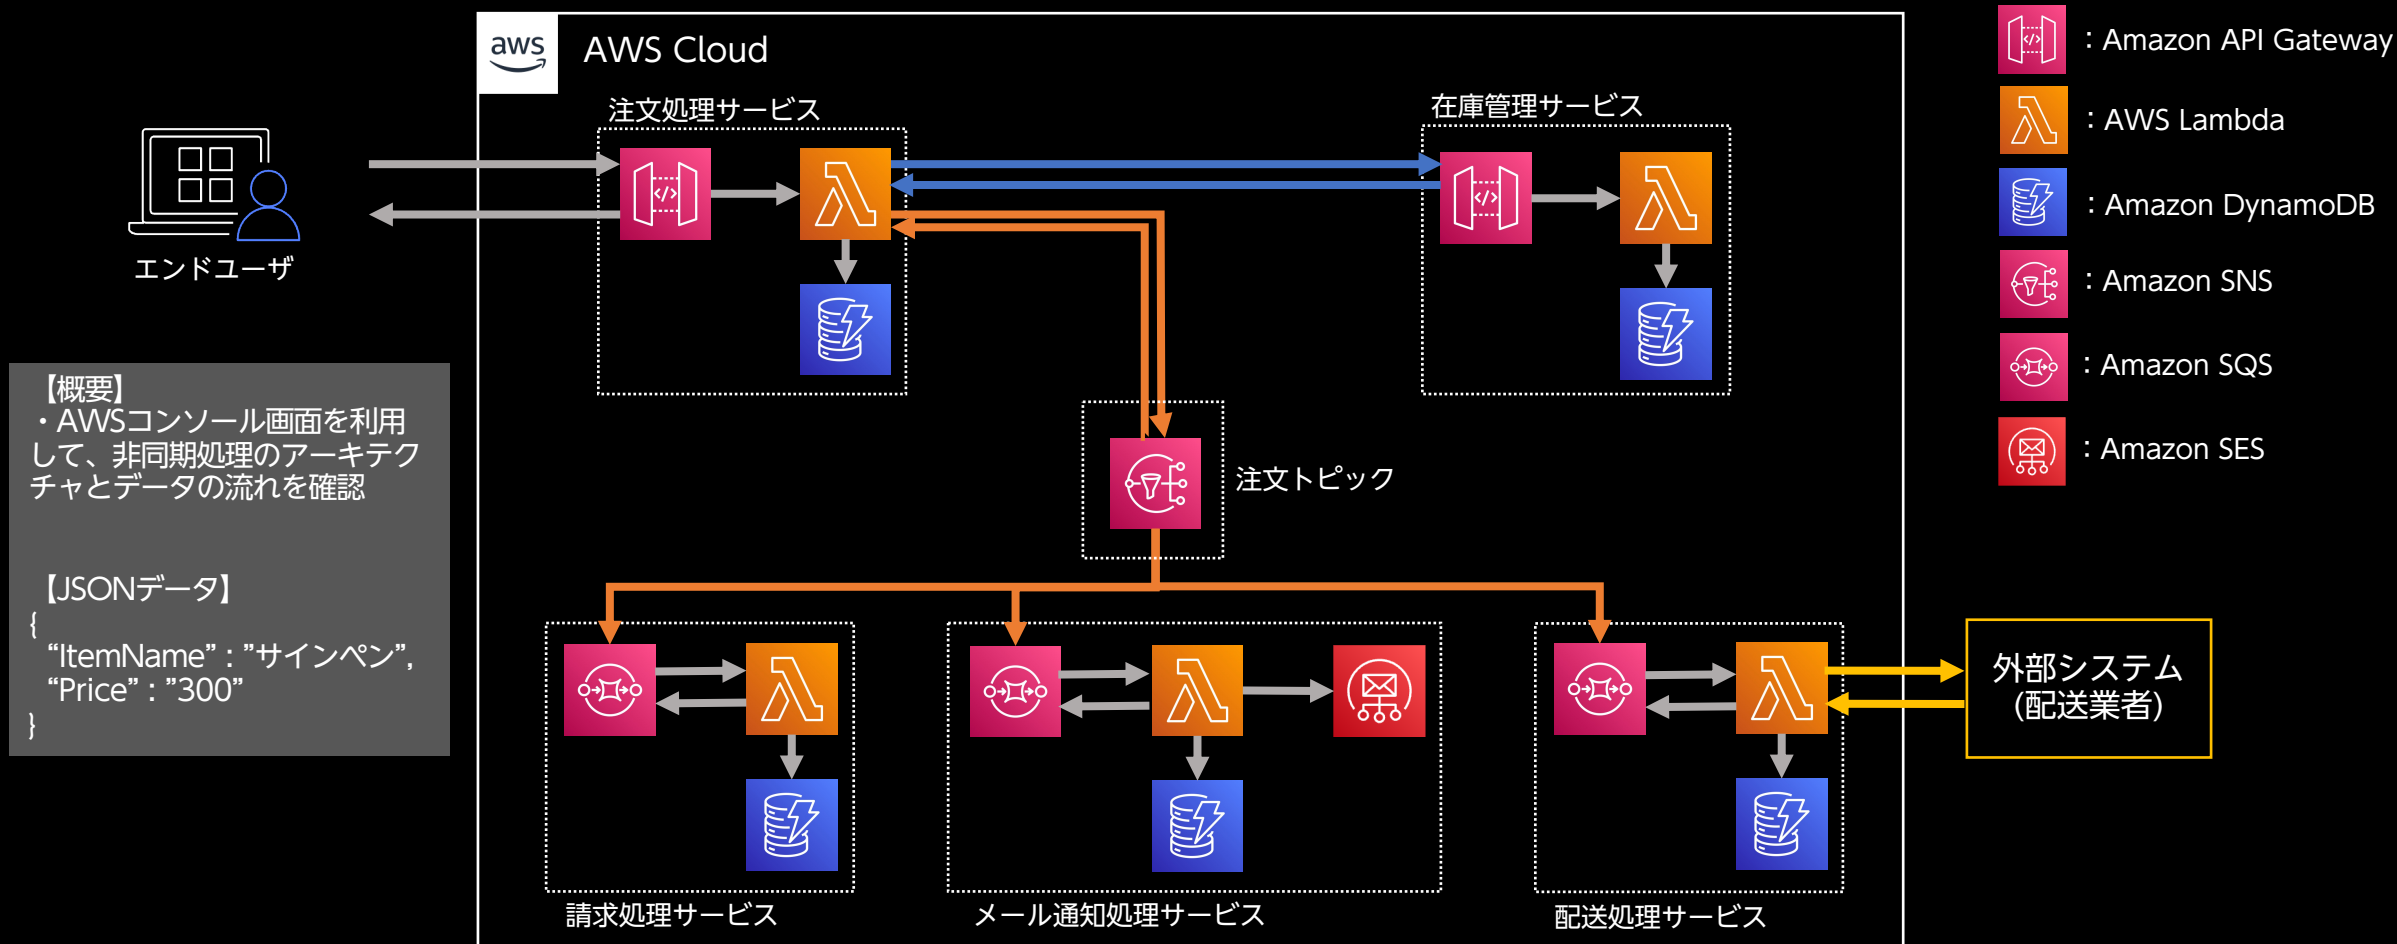 aws
AWS Cloud
注文処理サービス
在庫管理サービス
エンドユーザ
【概要】
・AWSコンソール画面を利用
して、非同期処理のアーキテク
チャとデータの流れを確認
【JSONデータ】
{
“ItemName” : ”サインペン”,
“Price” : ”300”
}
注文トピック
請求処理サービス
メール通知処理サービス
配送処理サービス
外部システム
(配送業者)
：Amazon API Gateway
：AWS Lambda
：Amazon DynamoDB
：Amazon SNS
：Amazon SQS
：Amazon SES